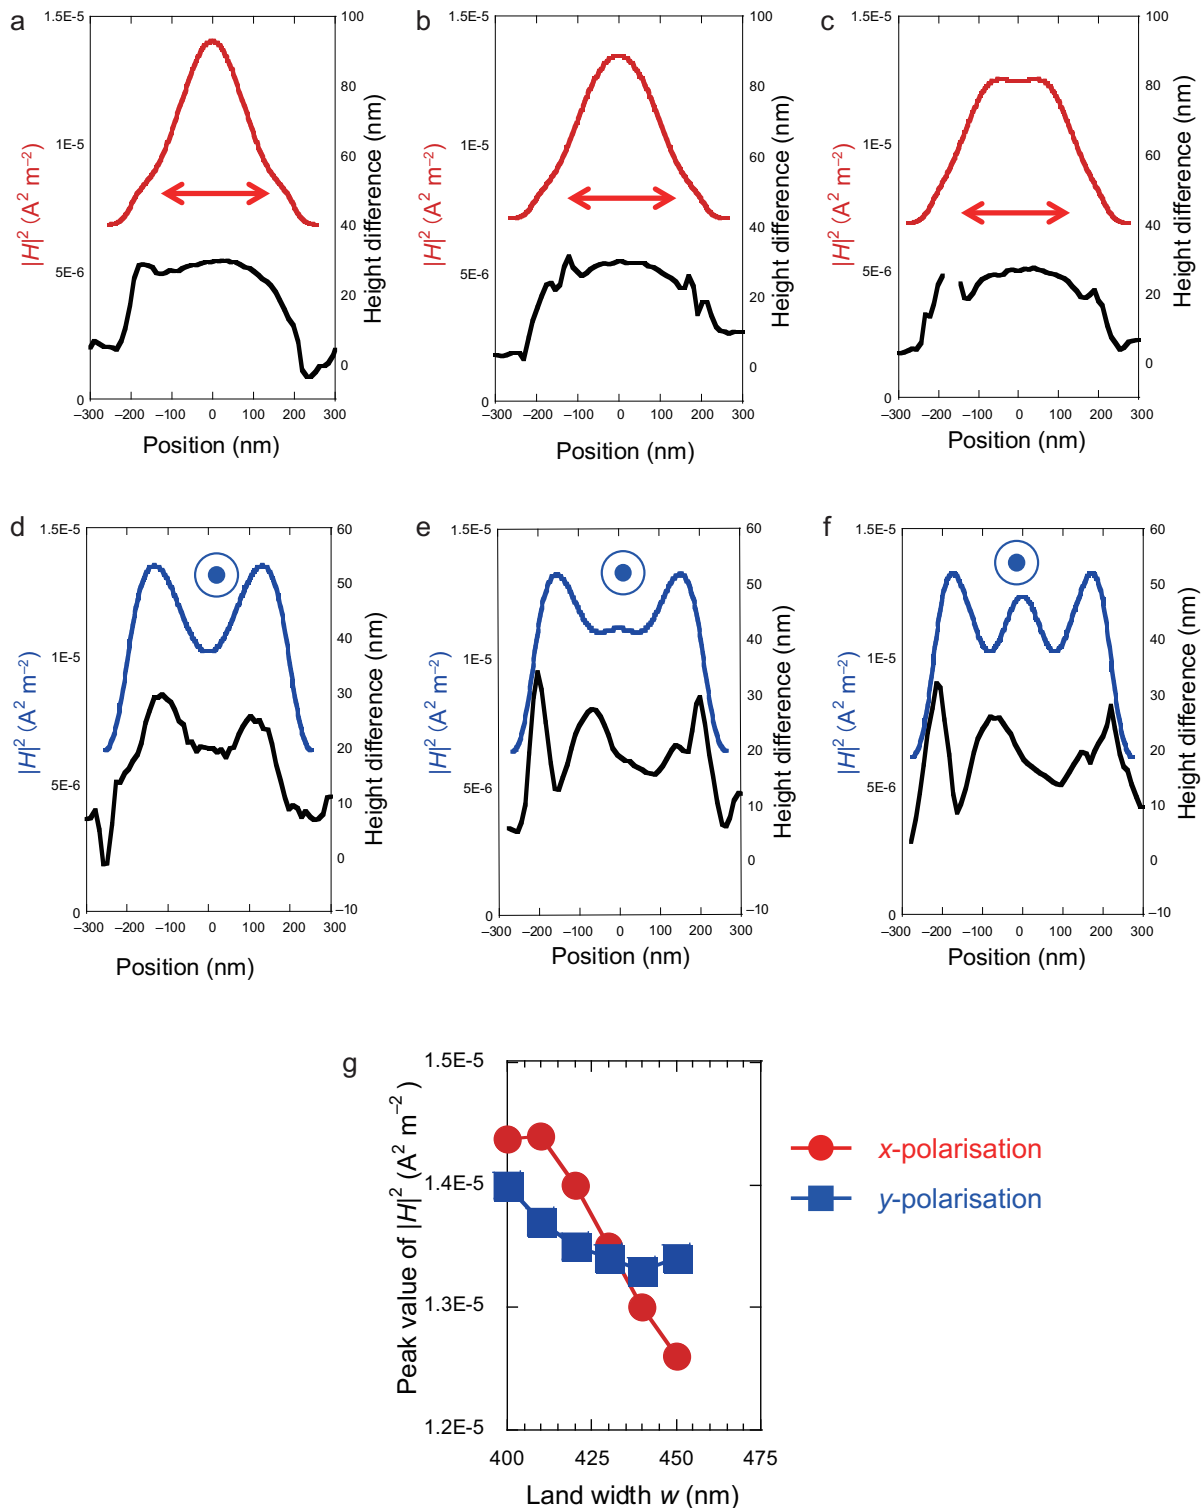 a
1.5E-5
1E-5
5E-6
0
|H|² (A² m⁻²)
100
80
60
40
20
0
Height difference (nm)
–300 –200 –100 0 100 200 300
Position (nm)
b
1.5E-5
1E-5
5E-6
0
|H|² (A² m⁻²)
100
80
60
40
20
0
Height difference (nm)
–300 –200 –100 0 100 200 300
Position (nm)
c
1.5E-5
1E-5
5E-6
0
|H|² (A² m⁻²)
100
80
60
40
20
0
Height difference (nm)
–300 –200 –100 0 100 200 300
Position (nm)
d
1.5E-5
1E-5
5E-6
0
|H|² (A² m⁻²)
60
50
40
30
20
10
0
–10
Height difference (nm)
–300 –200 –100 0 100 200 300
Position (nm)
e
1.5E-5
1E-5
5E-6
0
|H|² (A² m⁻²)
60
50
40
30
20
10
0
–10
Height difference (nm)
–300 –200 –100 0 100 200 300
Position (nm)
f
1.5E-5
1E-5
5E-6
0
|H|² (A² m⁻²)
60
50
40
30
20
10
0
–10
Height difference (nm)
–300 –200 –100 0 100 200 300
Position (nm)
g
1.5E-5
1.4E-5
1.3E-5
1.2E-5
Peak value of |H|² (A² m⁻²)
400 425 450 475
Land width w (nm)
x-polarisation
y-polarisation